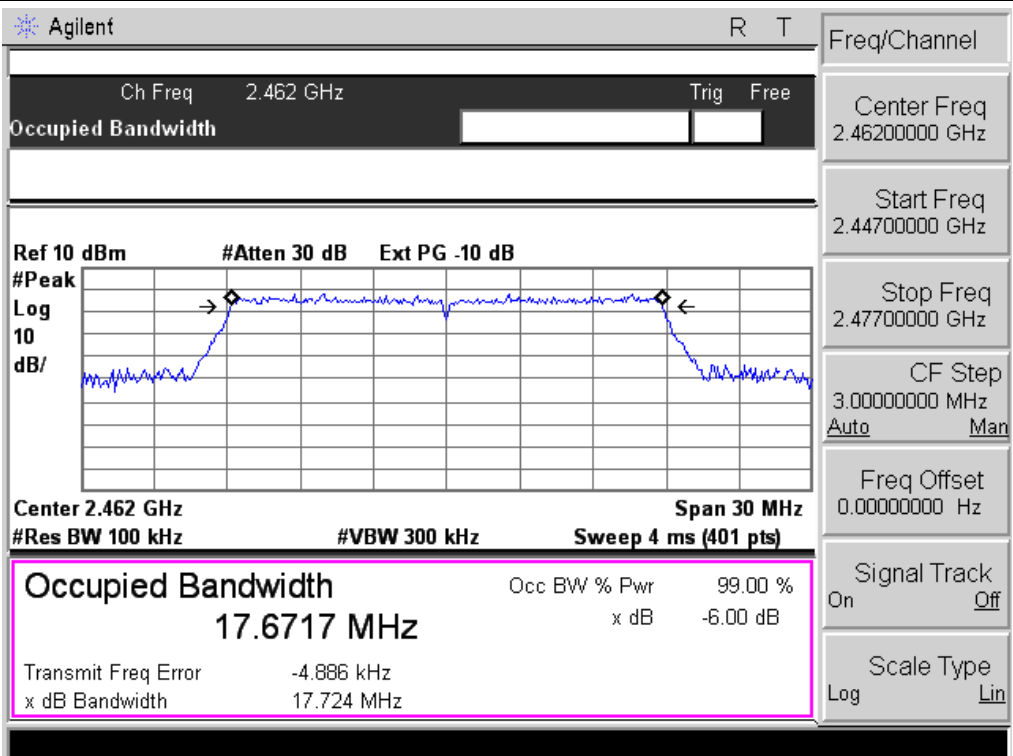 Agilent R T
Ch Freq 2.462 GHz Trig Free
Occupied Bandwidth
Ref 10 dBm #Atten 30 dB Ext PG -10 dB
#Peak
Log
10
dB/
Center 2.462 GHz Span 30 MHz
#Res BW 100 kHz #VBW 300 kHz Sweep 4 ms (401 pts)
Occupied Bandwidth
17.6717 MHz
Occ BW % Pwr 99.00 %
x dB -6.00 dB
Transmit Freq Error -4.886 kHz
x dB Bandwidth 17.724 MHz
Freq/Channel
Center Freq
2.46200000 GHz
Start Freq
2.44700000 GHz
Stop Freq
2.47700000 GHz
CF Step
3.00000000 MHz
Auto Man
Freq Offset
0.00000000 Hz
Signal Track
On Off
Scale Type
Log Lin